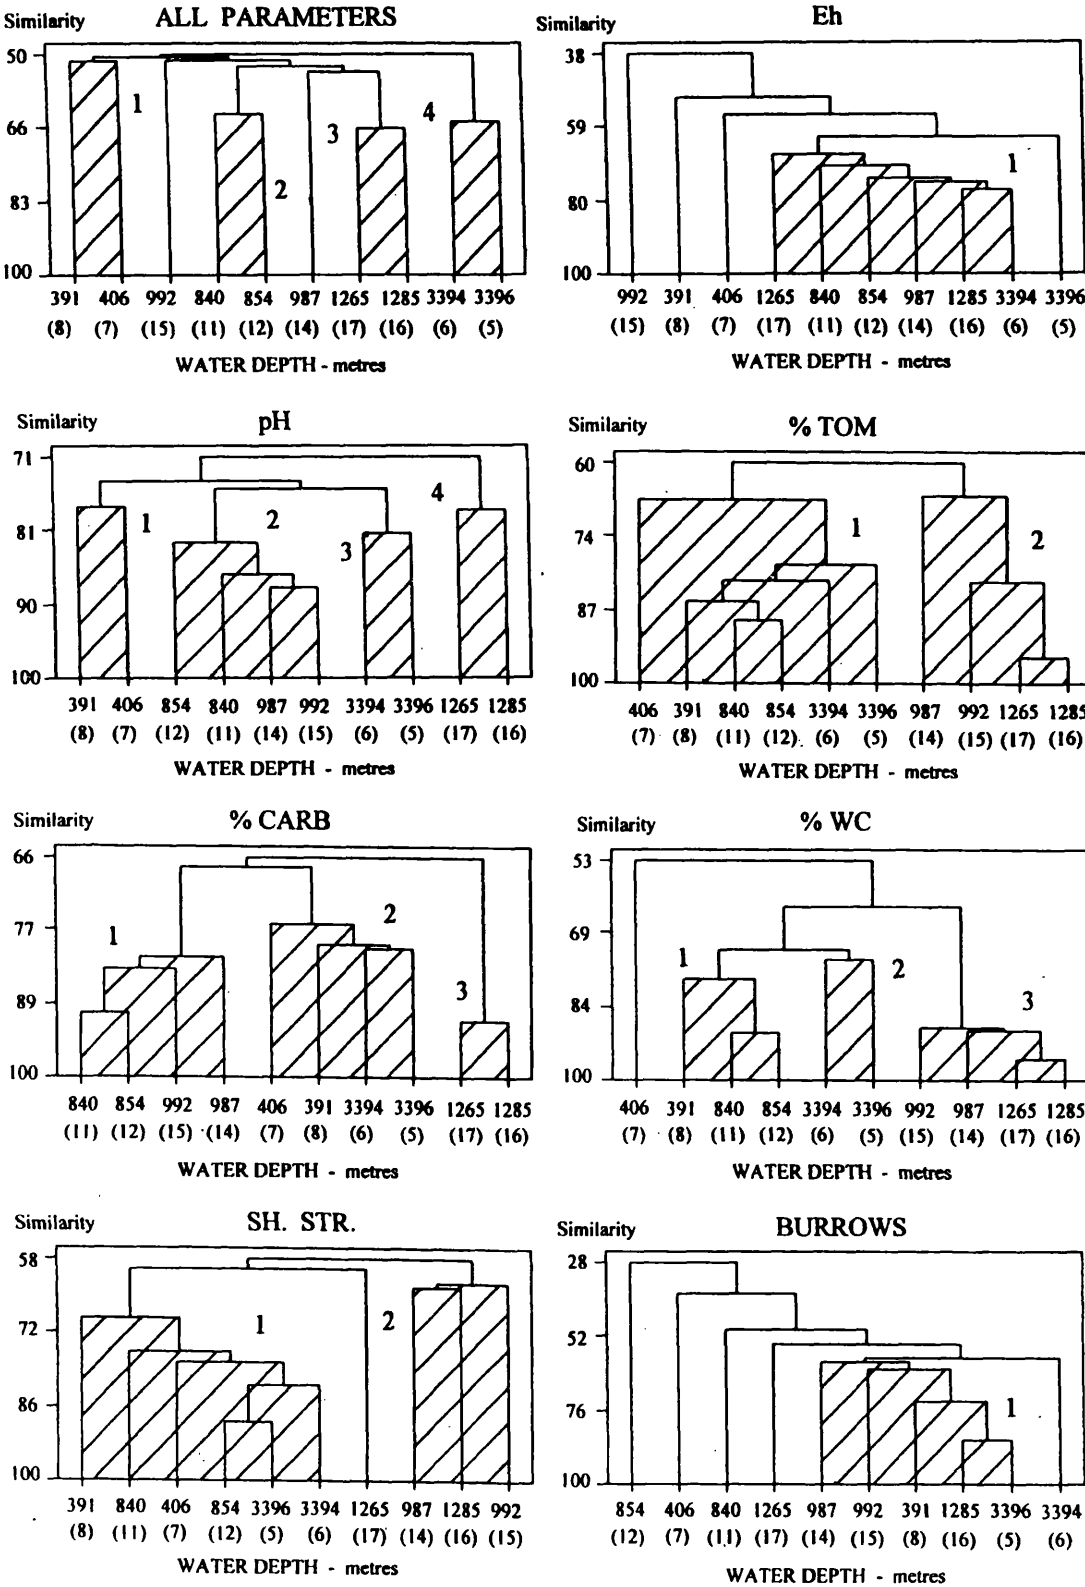 Similarity ALL PARAMETERS
50
66
83
100
1
2
3
4
391 406 992 840 854 987 1265 1285 3394 3396
(8) (7) (15) (11) (12) (14) (17) (16) (6) (5)
WATER DEPTH - metres
Similarity Eh
38
59
80
100
1
992 391 406 1265 840 854 987 1285 3394 3396
(15) (8) (7) (17) (11) (12) (14) (16) (6) (5)
WATER DEPTH - metres
Similarity pH
71
81
90
100
1
2
3
4
391 406 854 840 987 992 3394 3396 1265 1285
(8) (7) (12) (11) (14) (15) (6) (5) (17) (16)
WATER DEPTH - metres
Similarity % TOM
60
74
87
100
1
2
406 391 840 854 3394 3396 987 992 1265 1285
(7) (8) (11) (12) (6) (5) (14) (15) (17) (16)
WATER DEPTH - metres
Similarity % CARB
66
77
89
100
1
2
3
840 854 992 987 406 391 3394 3396 1265 1285
(11) (12) (15) (14) (7) (8) (6) (5) (17) (16)
WATER DEPTH - metres
Similarity % WC
53
69
84
100
1
2
3
406 391 840 854 3394 3396 992 987 1265 1285
(7) (8) (11) (12) (6) (5) (15) (14) (17) (16)
WATER DEPTH - metres
Similarity SH. STR.
58
72
86
100
1
2
391 840 406 854 3396 3394 1265 987 1285 992
(8) (11) (7) (12) (5) (6) (17) (14) (16) (15)
WATER DEPTH - metres
Similarity BURROWS
28
52
76
100
1
854 406 840 1265 987 992 391 1285 3396 3394
(12) (7) (11) (17) (14) (15) (8) (16) (5) (6)
WATER DEPTH - metres